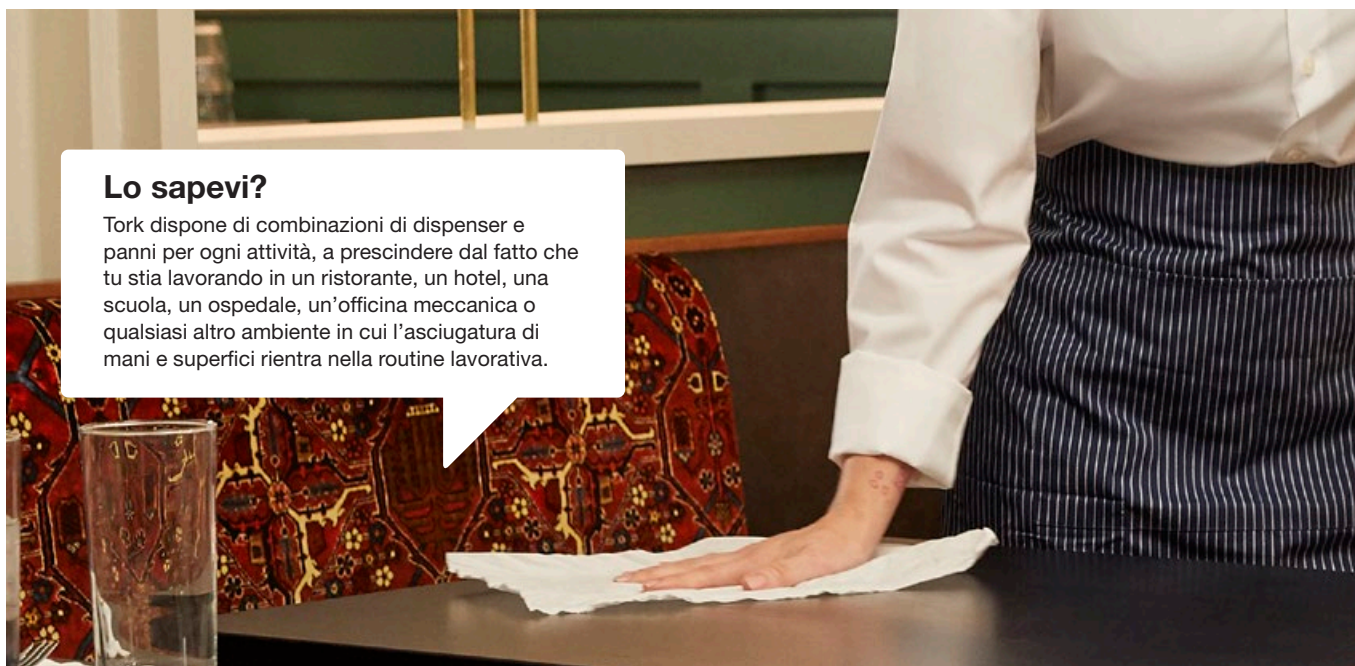 Lo sapevi?
Tork dispone di combinazioni di dispenser e
panni per ogni attività, a prescindere dal fatto che
tu stia lavorando in un ristorante, un hotel, una
scuola, un ospedale, un’officina meccanica o
qualsiasi altro ambiente in cui l’asciugatura di
mani e superfici rientra nella routine lavorativa.